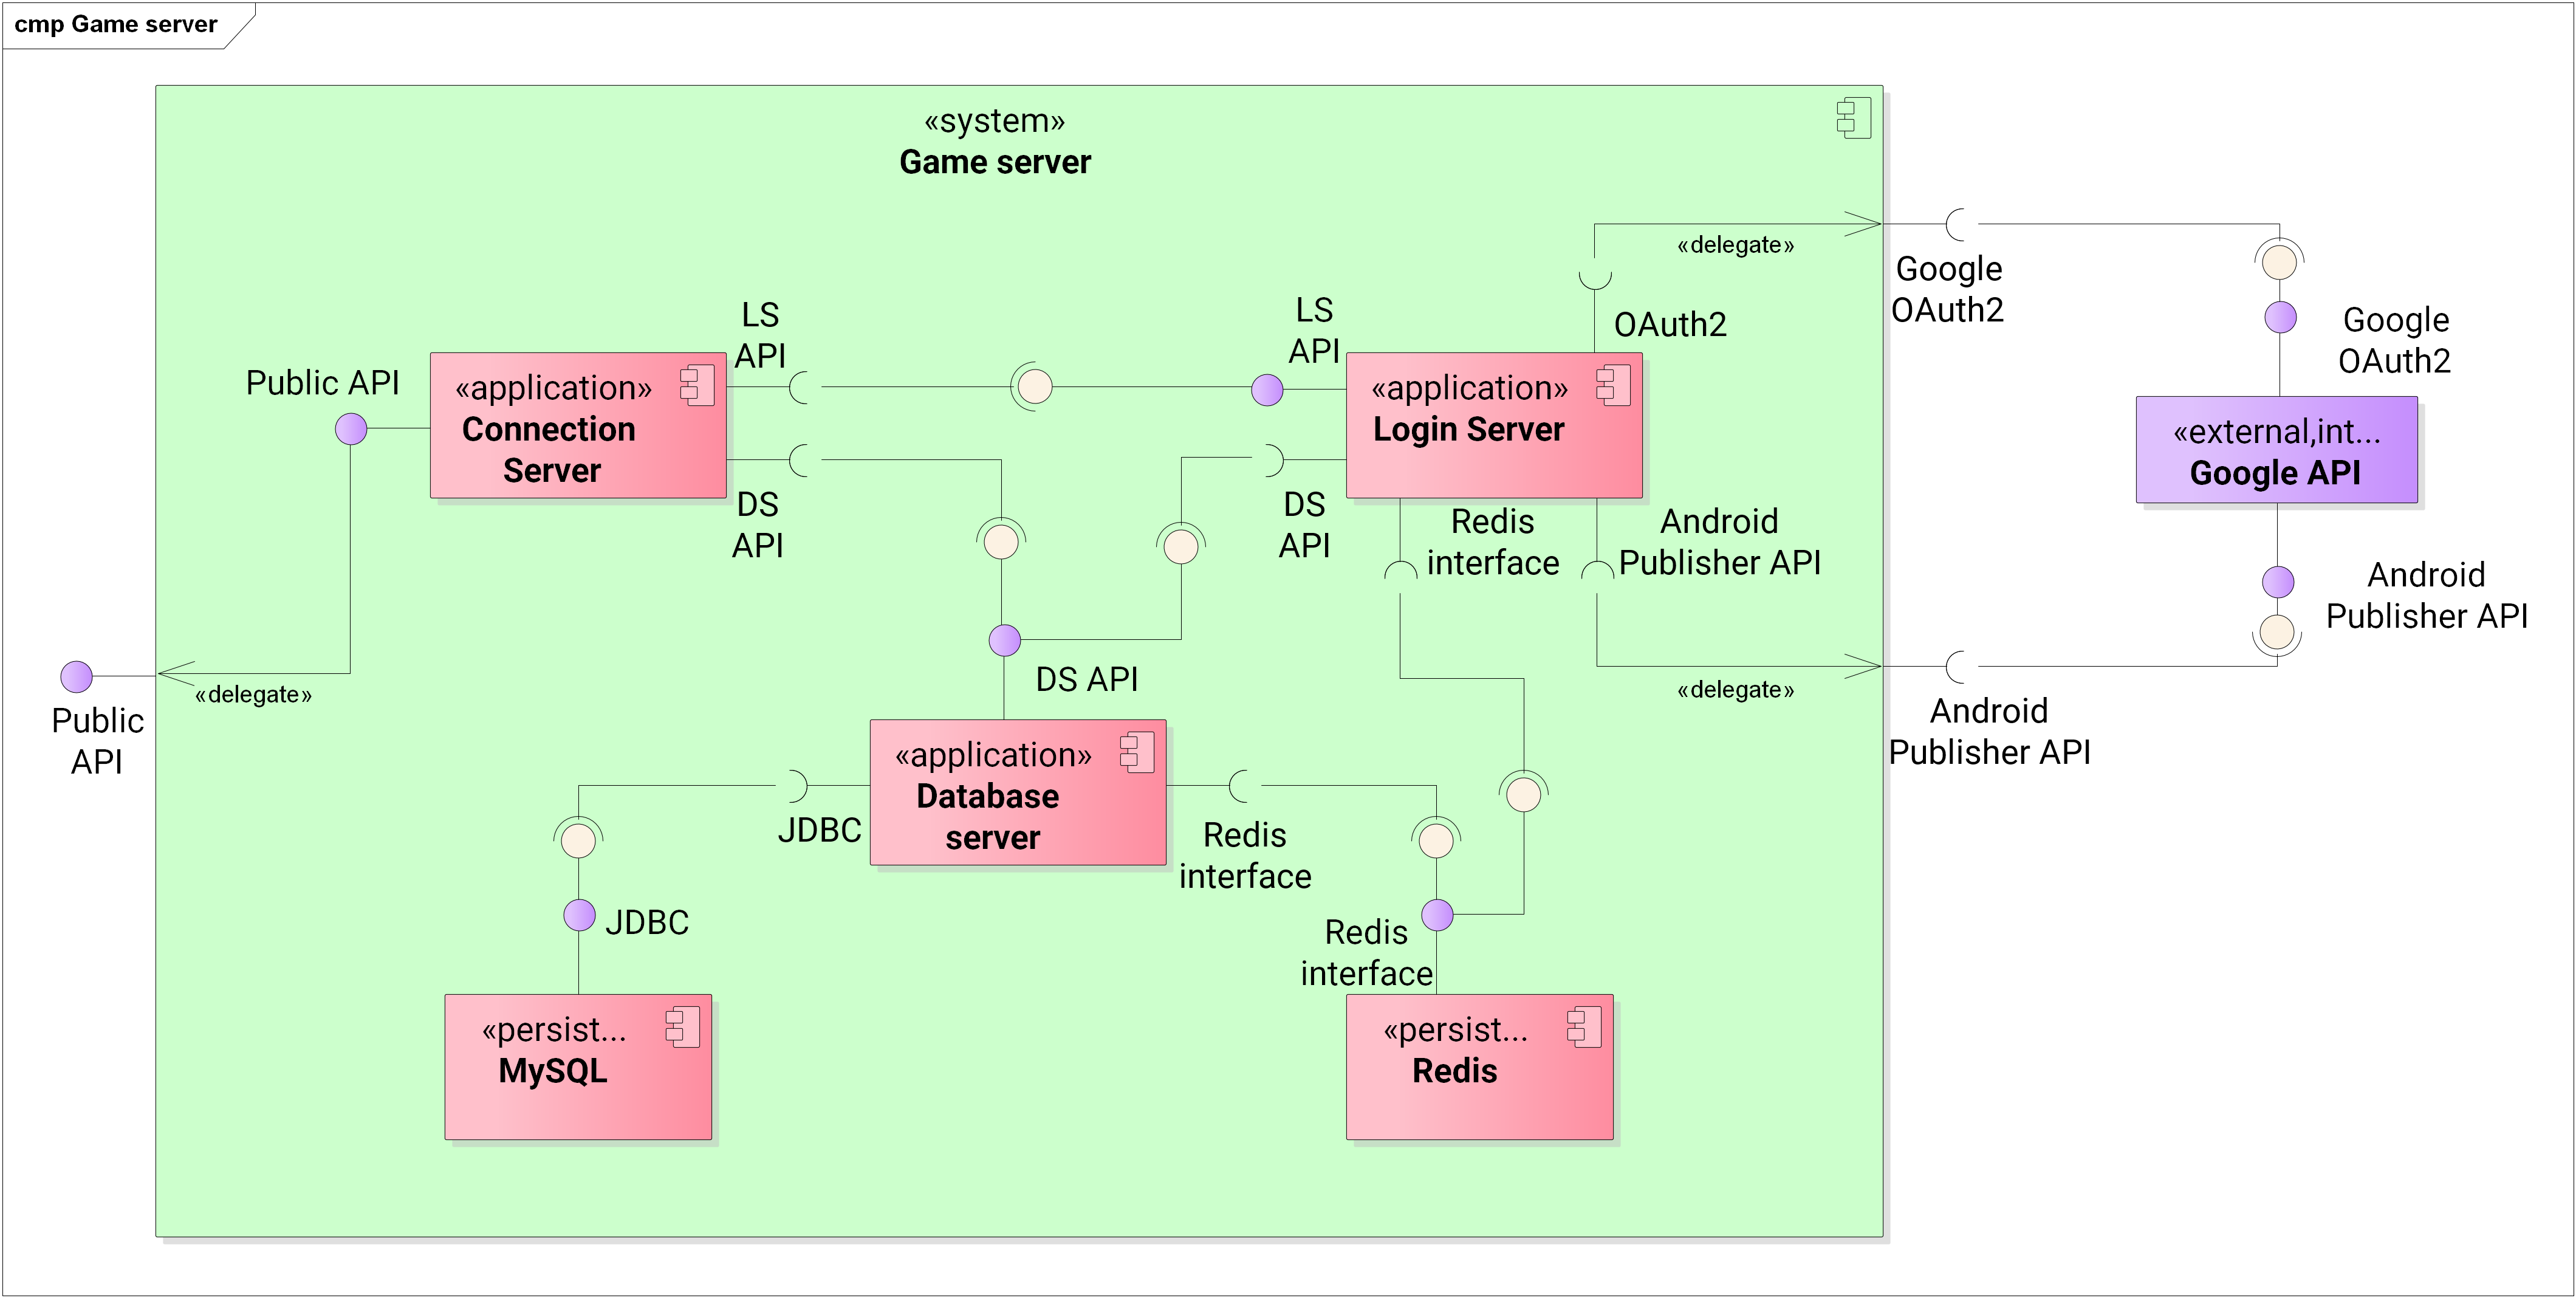 cmp Game server
«system»
Game server
«delegate»
Google
OAuth2
OAuth2
Google
OAuth2
LS
API
LS
API
Public API
«application»
Connection
Server
«application»
Login Server
«external,int...
Google API
DS
API
DS
API
Redis
interface
Android
Publisher API
Android
Publisher API
DS API
«delegate»
«delegate»
Public
API
Android
Publisher API
«application»
Database
server
JDBC
Redis
interface
JDBC
Redis
interface
«persist...
MySQL
«persist...
Redis